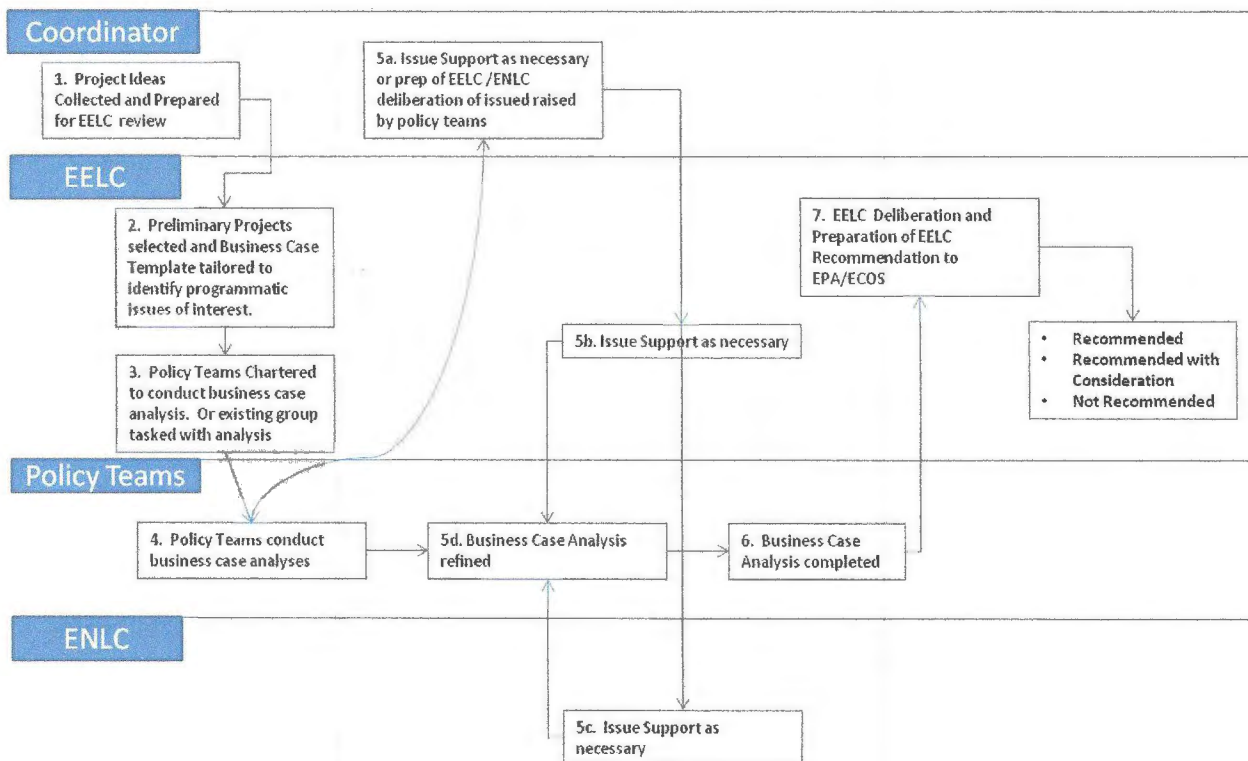 Coordinator
1. Project Ideas
Collected and Prepared
for EELC review
5a. Issue Support as necessary
or prep of EELC /ENLC
deliberation of issued raised
by policy teams
EELC
2. Preliminary Projects
selected and Business Case
Template tailored to
identify programmatic
issues of interest.
7. EELC Deliberation and
Preparation of EELC
Recommendation to
EPA/ECOS
5b. Issue Support as necessary
• Recommended
• Recommended with
Consideration
• Not Recommended
3. Policy Teams Chartered
to conduct business case
analysis. Or existing group
tasked with analysis
Policy Teams
4. Policy Teams conduct
business case analyses
5d. Business Case Analysis
refined
6. Business Case
Analysis completed
ENLC
5c. Issue Support as
necessary